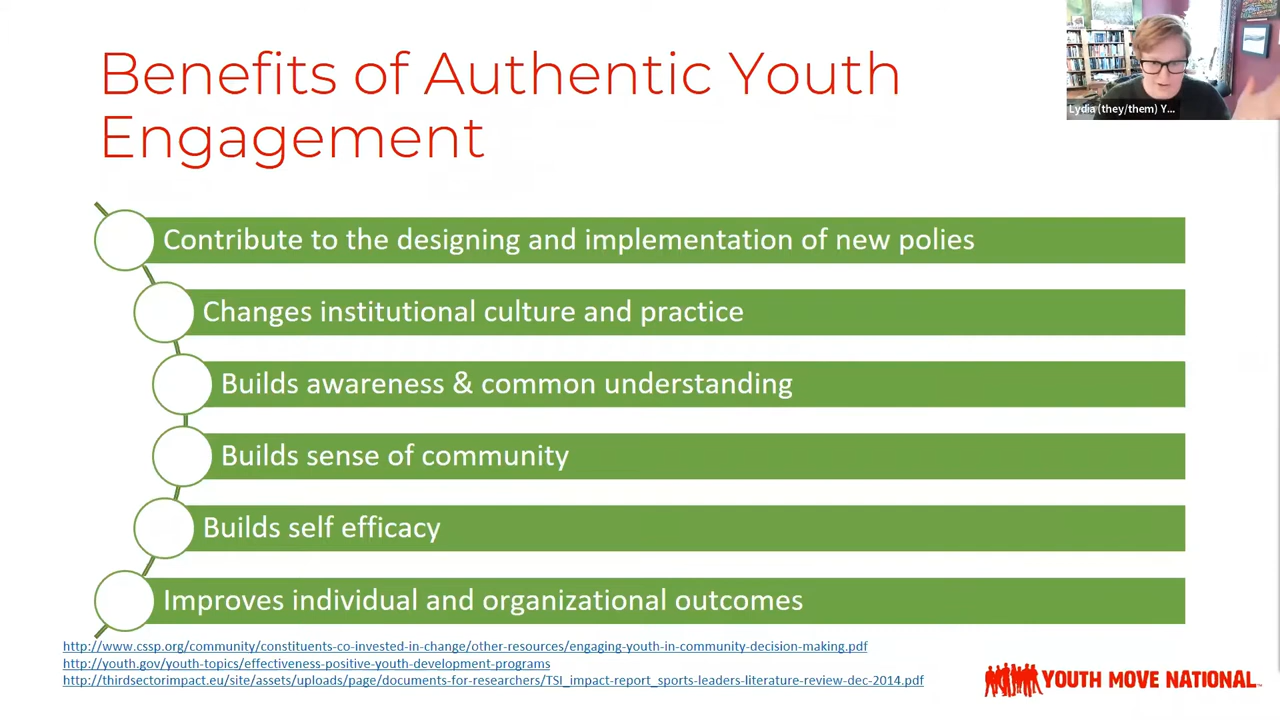 Benefits of Authentic Youth
Engagement
Lydia (they/them) Y...
Contribute to the designing and implementation of new polies
Changes institutional culture and practice
Builds awareness & common understanding
Builds sense of community
Builds self efficacy
Improves individual and organizational outcomes
http://www.cssp.org/community/constituents-co-invested-in-change/other-resources/engaging-youth-in-community-decision-making.pdf
http://youth.gov/youth-topics/effectiveness-positive-youth-development-programs
http://thirdsectorimpact.eu/site/assets/uploads/page/documents-for-researchers/TSI_impact-report_sports-leaders-literature-review-dec-2014.pdf
YOUTH MOVE NATIONAL